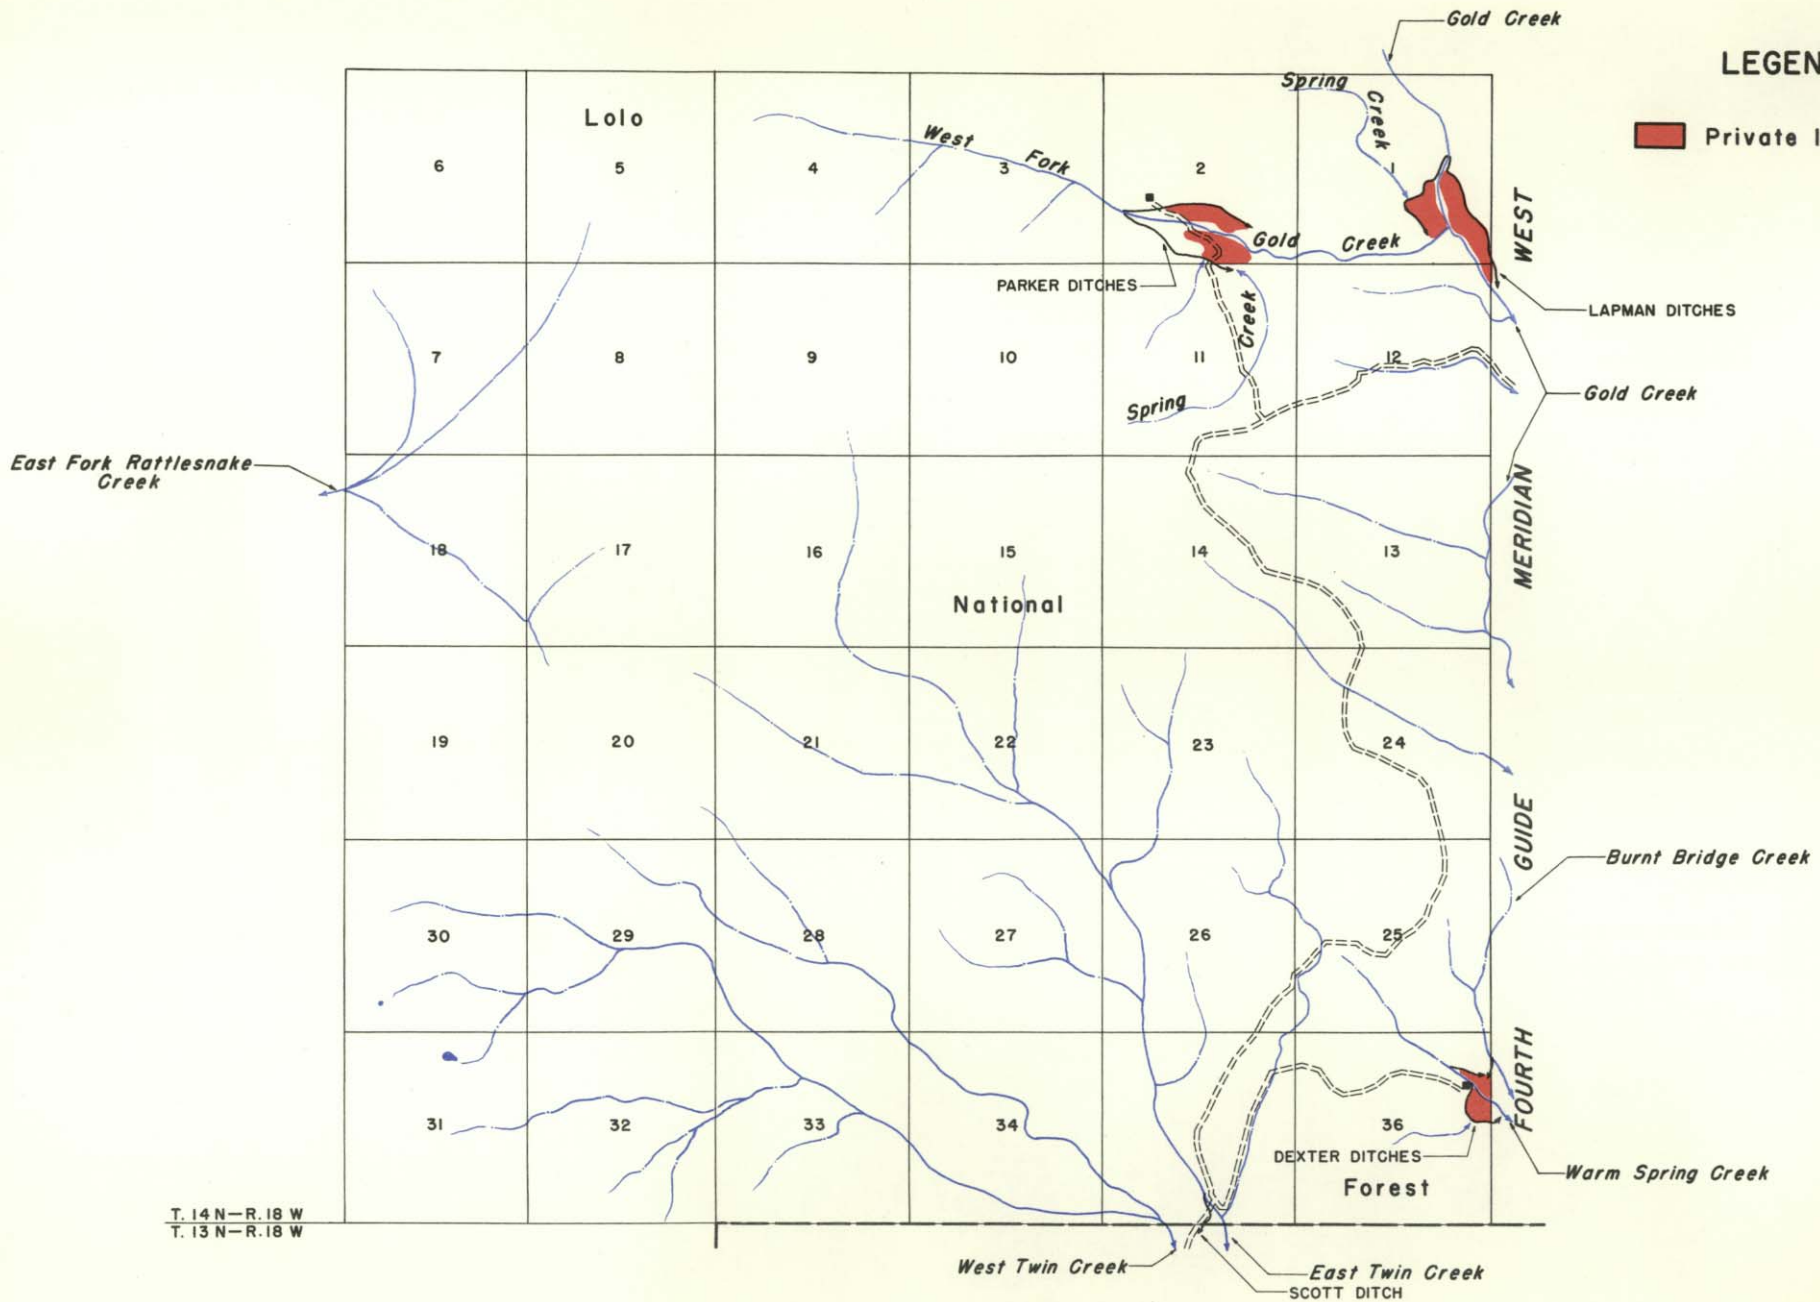 Gold Creek
LEGEN
Private I
Spring
Creek
Lolo
West
Fork
6
5
4
3
2
1
WEST
Gold
Creek
PARKER DITCHES
LAPMAN DITCHES
Creek
7
8
9
10
11
12
Gold Creek
Spring
East Fork Rattlesnake
Creek
MERIDIAN
18
17
16
15
14
13
National
19
20
21
22
23
24
GUIDE
Burnt Bridge Creek
30
29
28
27
26
25
FOURTH
31
32
33
34
36
DEXTER DITCHES
Warm Spring Creek
Forest
T. 14 N—R. 18 W
T. 13 N—R. 18 W
West Twin Creek
East Twin Creek
SCOTT DITCH